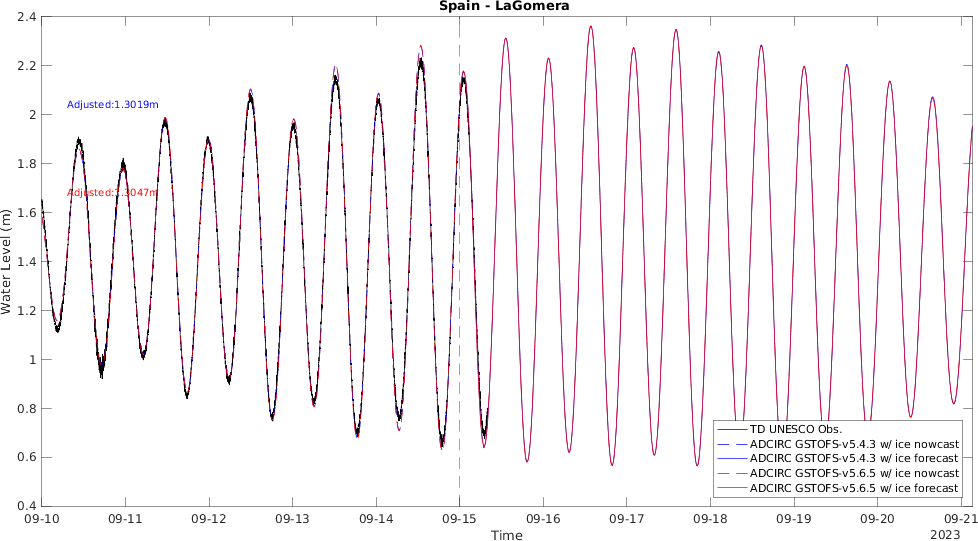 Spain - LaGomera
2.4
2.2
2
1.8
1.6
1.4
1.2
1
0.8
0.6
0.4
Water Level (m)
Adjusted:1.3019m
Adjusted:1.3047m
TD UNESCO Obs.
ADCIRC GSTOFS-v5.4.3 w/ ice nowcast
ADCIRC GSTOFS-v5.4.3 w/ ice forecast
ADCIRC GSTOFS-v5.6.5 w/ ice nowcast
ADCIRC GSTOFS-v5.6.5 w/ ice forecast
09-10 09-11 09-12 09-13 09-14 09-15 09-16 09-17 09-18 09-19 09-20 09-21
Time
2023